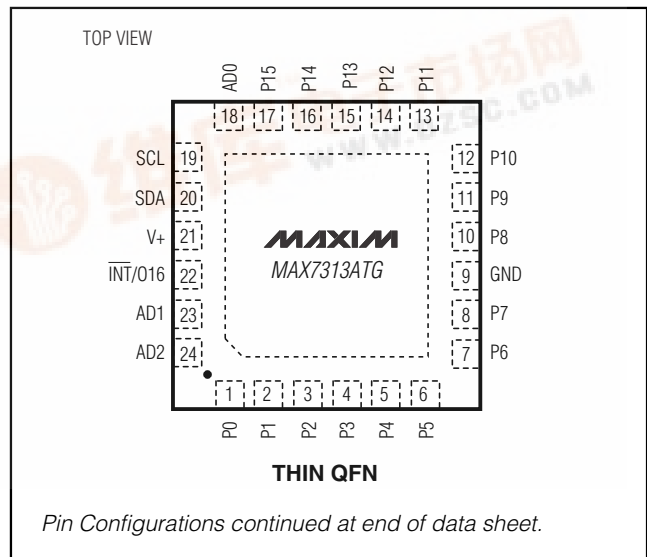 TOP VIEW
AD0 P15 P14 P13 P12 P11
18 17 16 15 14 13
SCL 19 12 P10
SDA 20 11 P9
V+ 21 10 P8
INT/O16 22 9 GND
AD1 23 8 P7
AD2 24 7 P6
MAXIM
MAX7313ATG
1 2 3 4 5 6
P0 P1 P2 P3 P4 P5
THIN QFN
Pin Configurations continued at end of data sheet.